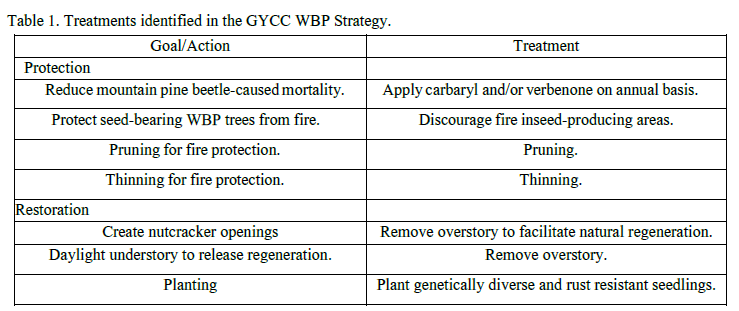 Table 1. Treatments identified in the GYCC WBP Strategy.
Goal/Action Treatment
Protection
Reduce mountain pine beetle-caused mortality. Apply carbaryl and/or verbenone on annual basis.
Protect seed-bearing WBP trees from fire. Discourage fire inseed-producing areas.
Pruning for fire protection. Pruning.
Thinning for fire protection. Thinning.
Restoration
Create nutcracker openings Remove overstory to facilitate natural regeneration.
Daylight understory to release regeneration. Remove overstory.
Planting Plant genetically diverse and rust resistant seedlings.